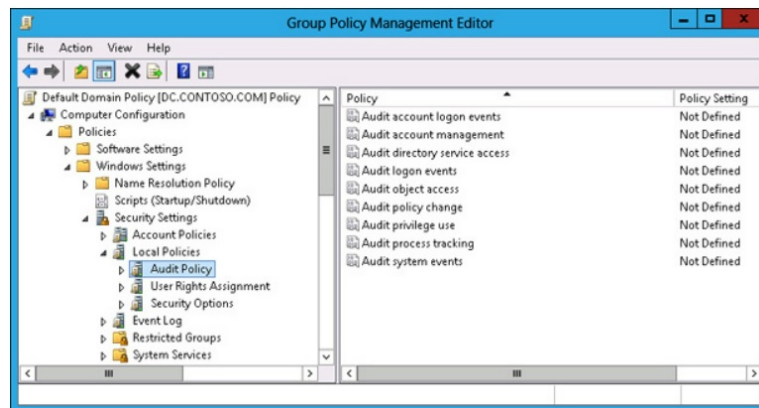 Group Policy Management Editor
File Action View Help
Default Domain Policy [DC.CONTOSO.COM] Policy
Computer Configuration
Policies
Software Settings
Windows Settings
Name Resolution Policy
Scripts (Startup/Shutdown)
Security Settings
Account Policies
Local Policies
Audit Policy
User Rights Assignment
Security Options
Event Log
Restricted Groups
System Services
Policy Policy Setting
Audit account logon events Not Defined
Audit account management Not Defined
Audit directory service access Not Defined
Audit logon events Not Defined
Audit object access Not Defined
Audit policy change Not Defined
Audit privilege use Not Defined
Audit process tracking Not Defined
Audit system events Not Defined